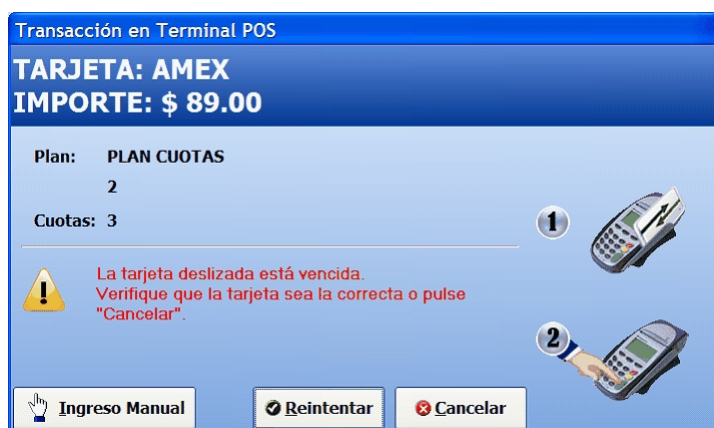 Transacción en Terminal POS
TARJETA: AMEX
IMPORTE: $ 89.00
Plan: PLAN CUOTAS
2
Cuotas: 3
1
La tarjeta deslizada está vencida.
Verifique que la tarjeta sea la correcta o pulse
"Cancelar".
2
Ingreso Manual Reintentar Cancelar